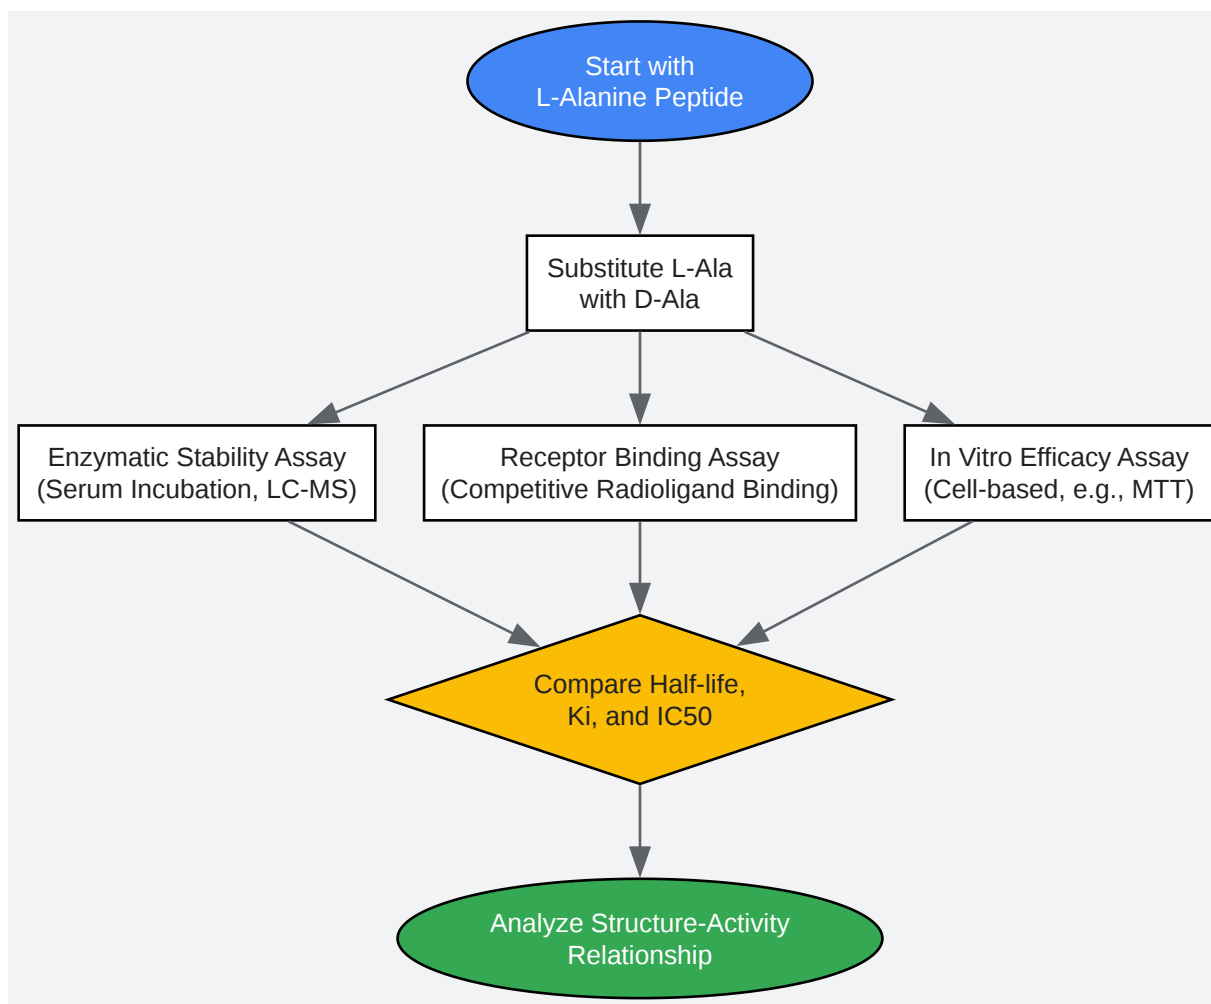 Start with
L-Alanine Peptide
Substitute L-Ala
with D-Ala
Enzymatic Stability Assay
(Serum Incubation, LC-MS)
Receptor Binding Assay
(Competitive Radioligand Binding)
In Vitro Efficacy Assay
(Cell-based, e.g., MTT)
Compare Half-life,
Ki, and IC50
Analyze Structure-Activity
Relationship